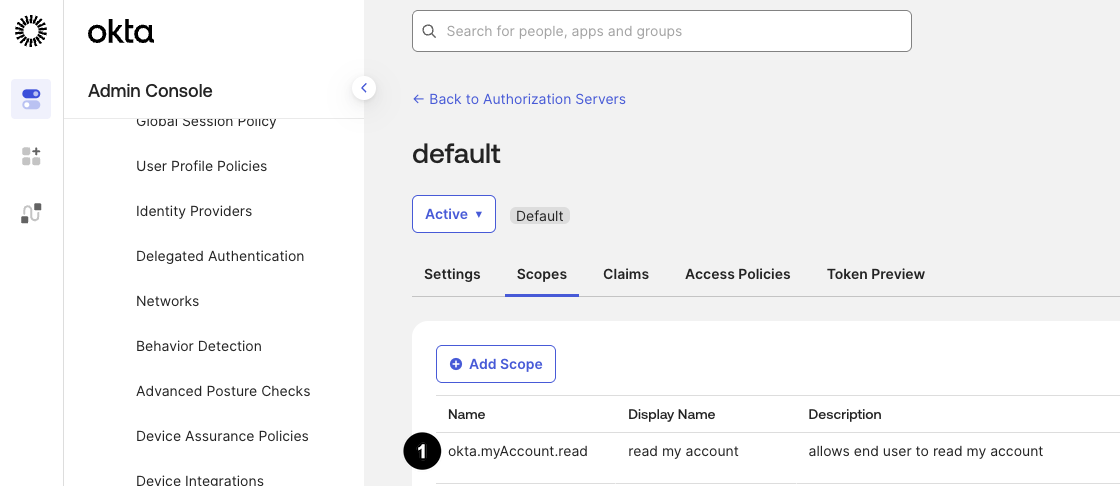 okta
Search for people, apps and groups
Admin Console
← Back to Authorization Servers
Global Session Policy
default
User Profile Policies
Identity Providers
Active ▾ Default
Delegated Authentication
Settings Scopes Claims Access Policies Token Preview
Networks
Behavior Detection
Add Scope
Advanced Posture Checks
Name Display Name Description
Device Assurance Policies
1 okta.myAccount.read read my account allows end user to read my account
Device Integrations